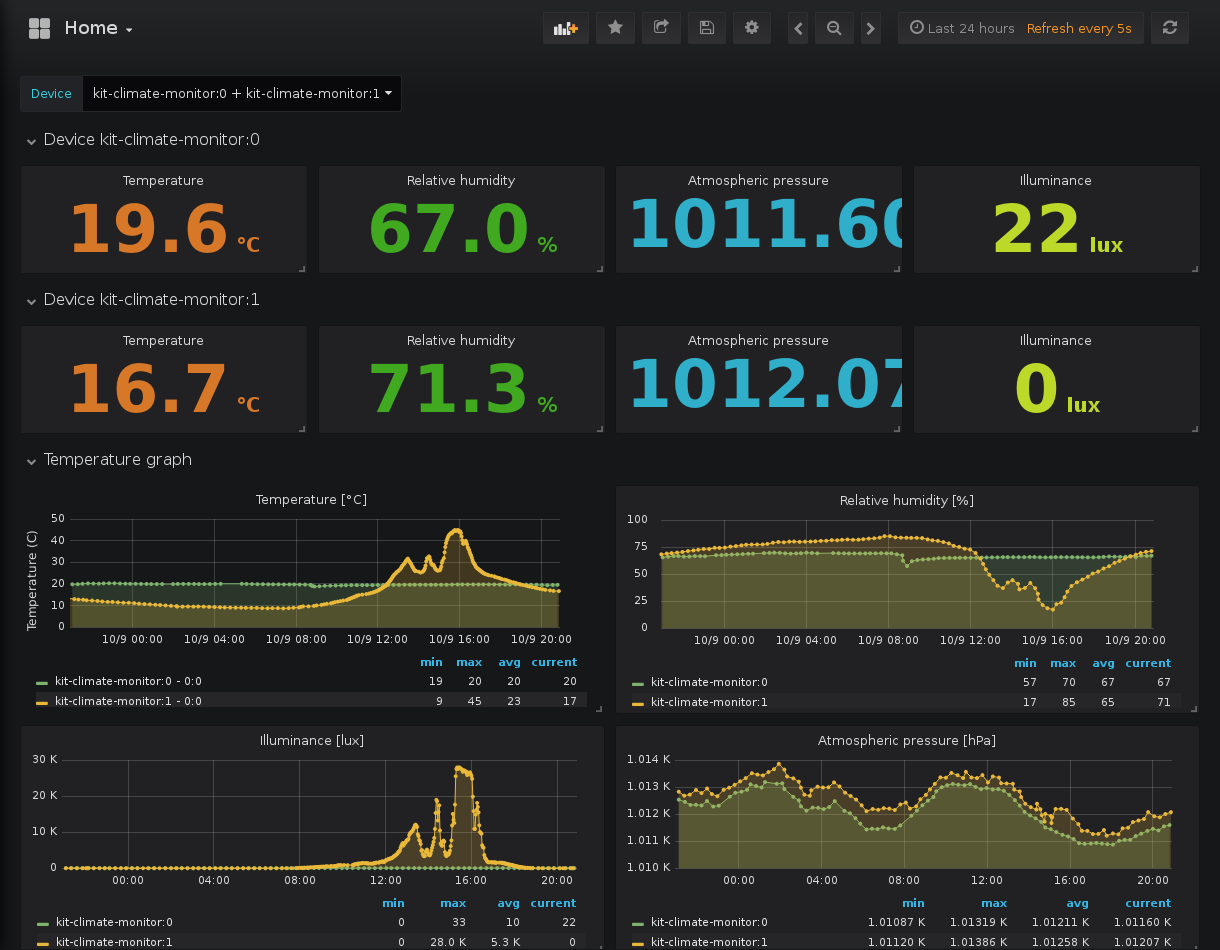 Home
Last 24 hours Refresh every 5s
Device kit-climate-monitor:0 + kit-climate-monitor:1
Device kit-climate-monitor:0
Temperature Relative humidity Atmospheric pressure Illuminance
19.6 °C 67.0 % 1011.60 22 lux
Device kit-climate-monitor:1
Temperature Relative humidity Atmospheric pressure Illuminance
16.7 °C 71.3 % 1012.07 0 lux
Temperature graph
Temperature [°C]
Temperature (C)
50
40
30
20
10
0
10/9 00:00 10/9 04:00 10/9 08:00 10/9 12:00 10/9 16:00 10/9 20:00
min max avg current
kit-climate-monitor:0 - 0:0 19 20 20 20
kit-climate-monitor:1 - 0:0 9 45 23 17
Relative humidity [%]
100
75
50
25
0
10/9 00:00 10/9 04:00 10/9 08:00 10/9 12:00 10/9 16:00 10/9 20:00
min max avg current
kit-climate-monitor:0 57 70 67 67
kit-climate-monitor:1 17 85 65 71
Illuminance [lux]
30 K
20 K
10 K
0
00:00 04:00 08:00 12:00 16:00 20:00
min max avg current
kit-climate-monitor:0 0 33 10 22
kit-climate-monitor:1 0 28.0 K 5.3 K 0
Atmospheric pressure [hPa]
1.014 K
1.013 K
1.012 K
1.011 K
1.010 K
00:00 04:00 08:00 12:00 16:00 20:00
min max avg current
kit-climate-monitor:0 1.01087 K 1.01319 K 1.01211 K 1.01160 K
kit-climate-monitor:1 1.01120 K 1.01386 K 1.01258 K 1.01207 K